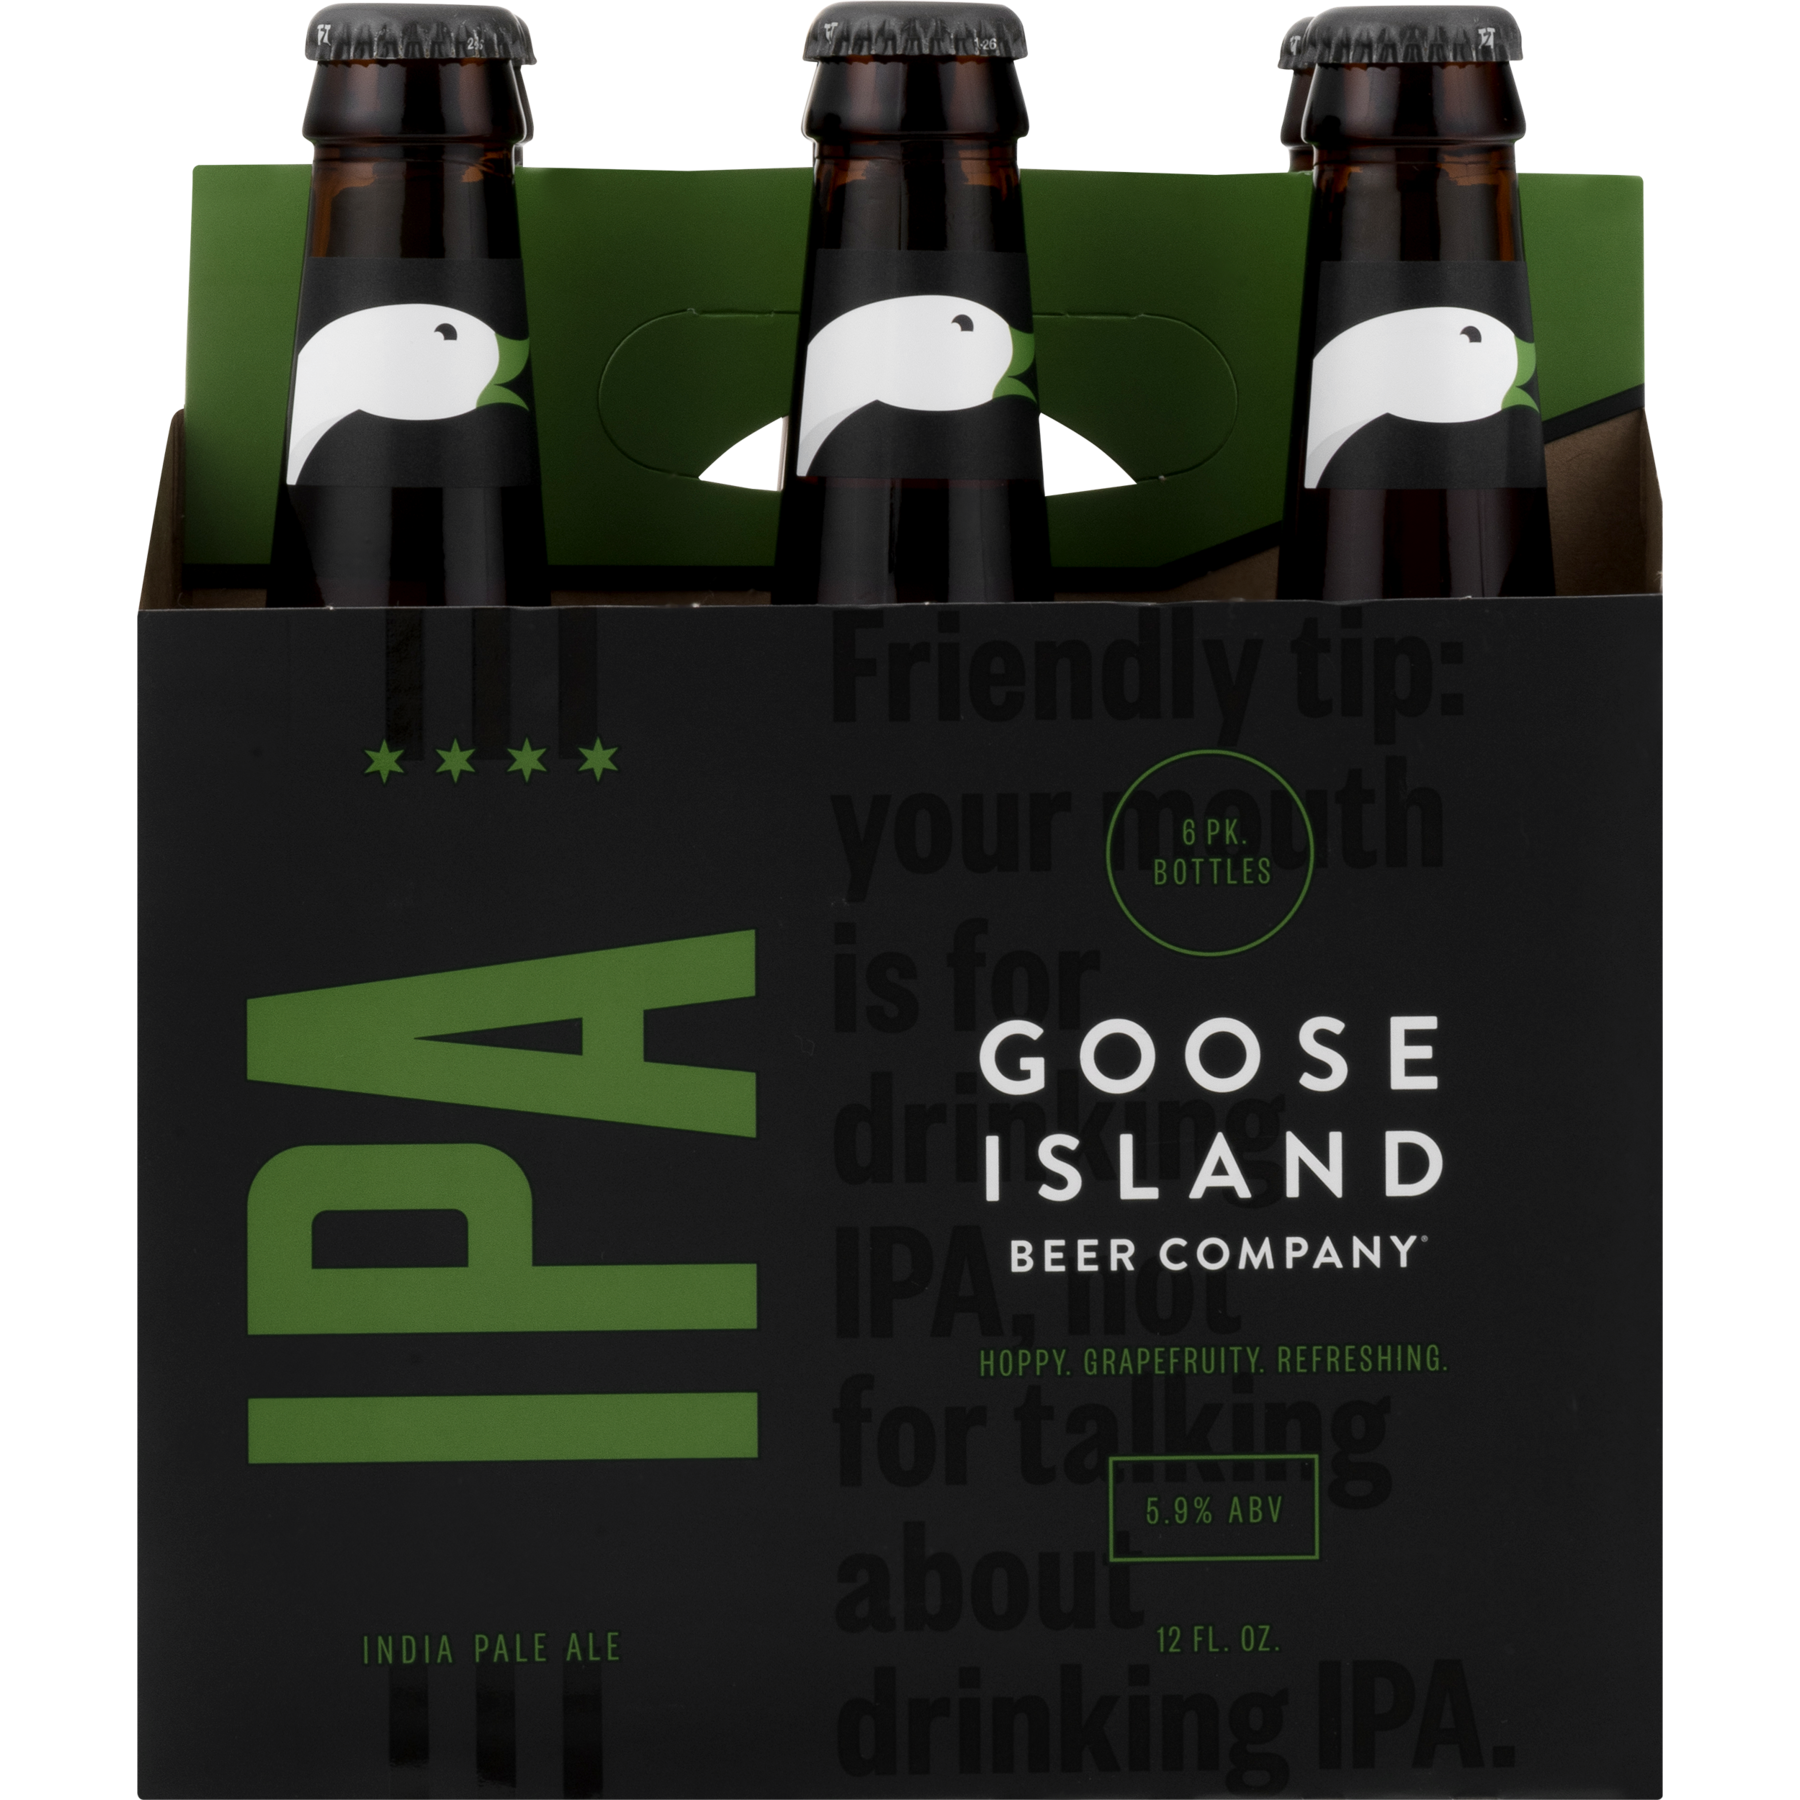 IPA
INDIA PALE ALE
Friendly tip:
your mouth
is for
drinking
IPA, not
for talking
about
drinking IPA.
6 PK.
BOTTLES
GOOSE
ISLAND
BEER COMPANY®
HOPPY. GRAPEFRUITY. REFRESHING.
5.9% ABV
12 FL. OZ.